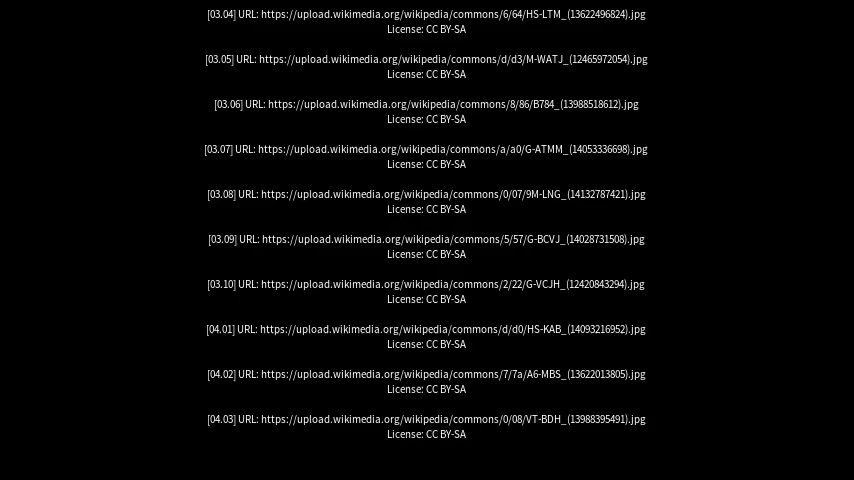 [03.04] URL: https://upload.wikimedia.org/wikipedia/commons/6/64/HS-LTM_(13622496824).jpg
License: CC BY-SA
[03.05] URL: https://upload.wikimedia.org/wikipedia/commons/d/d3/M-WATJ_(12465972054).jpg
License: CC BY-SA
[03.06] URL: https://upload.wikimedia.org/wikipedia/commons/8/86/B784_(13988518612).jpg
License: CC BY-SA
[03.07] URL: https://upload.wikimedia.org/wikipedia/commons/a/a0/G-ATMM_(14053336698).jpg
License: CC BY-SA
[03.08] URL: https://upload.wikimedia.org/wikipedia/commons/0/07/9M-LNG_(14132787421).jpg
License: CC BY-SA
[03.09] URL: https://upload.wikimedia.org/wikipedia/commons/5/57/G-BCVJ_(14028731508).jpg
License: CC BY-SA
[03.10] URL: https://upload.wikimedia.org/wikipedia/commons/2/22/G-VCJH_(12420843294).jpg
License: CC BY-SA
[04.01] URL: https://upload.wikimedia.org/wikipedia/commons/d/d0/HS-KAB_(14093216952).jpg
License: CC BY-SA
[04.02] URL: https://upload.wikimedia.org/wikipedia/commons/7/7a/A6-MBS_(13622013805).jpg
License: CC BY-SA
[04.03] URL: https://upload.wikimedia.org/wikipedia/commons/0/08/VT-BDH_(13988395491).jpg
License: CC BY-SA